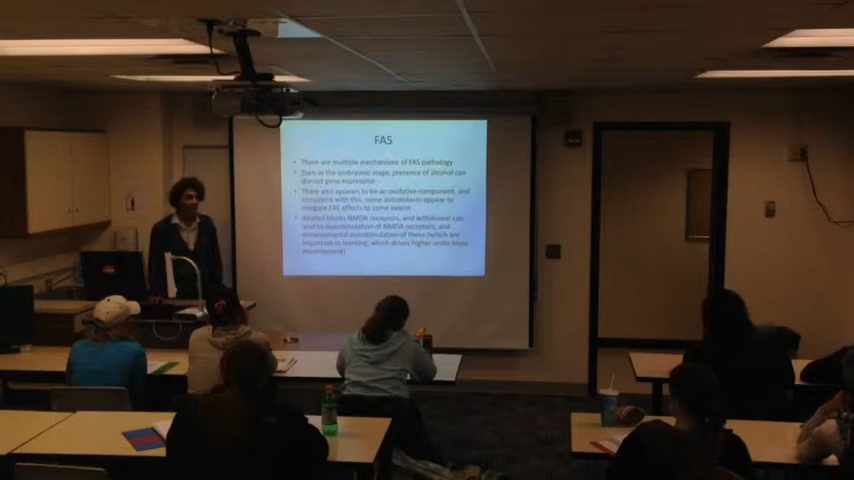 FAS
• There are multiple mechanisms of FAS pathology
• Even at the embryonic stage, presence of alcohol can
disrupt gene expression
• There also appears to be an oxidative component, and
consistent with this, some antioxidants appear to
mitigate FAE effects to some extent
• Alcohol blocks NMDA receptors, and withdrawal can
lead to overstimulation of NMDA receptors, and
developmental overstimulation of these (which are
important in learning, which drives higher-order brain
development)